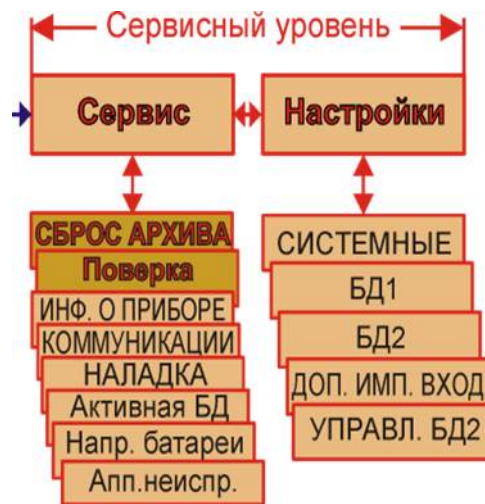 Сервисный уровень
Сервис
Настройки
СБРОС АРХИВА
Поверка
ИНФ. О ПРИБОРЕ
КОММУНИКАЦИИ
НАЛАДКА
Активная БД
Напр. батареи
Апп.неиспр.
СИСТЕМНЫЕ
БД1
БД2
ДОП. ИМП. ВХОД
УПРАВЛ. БД2